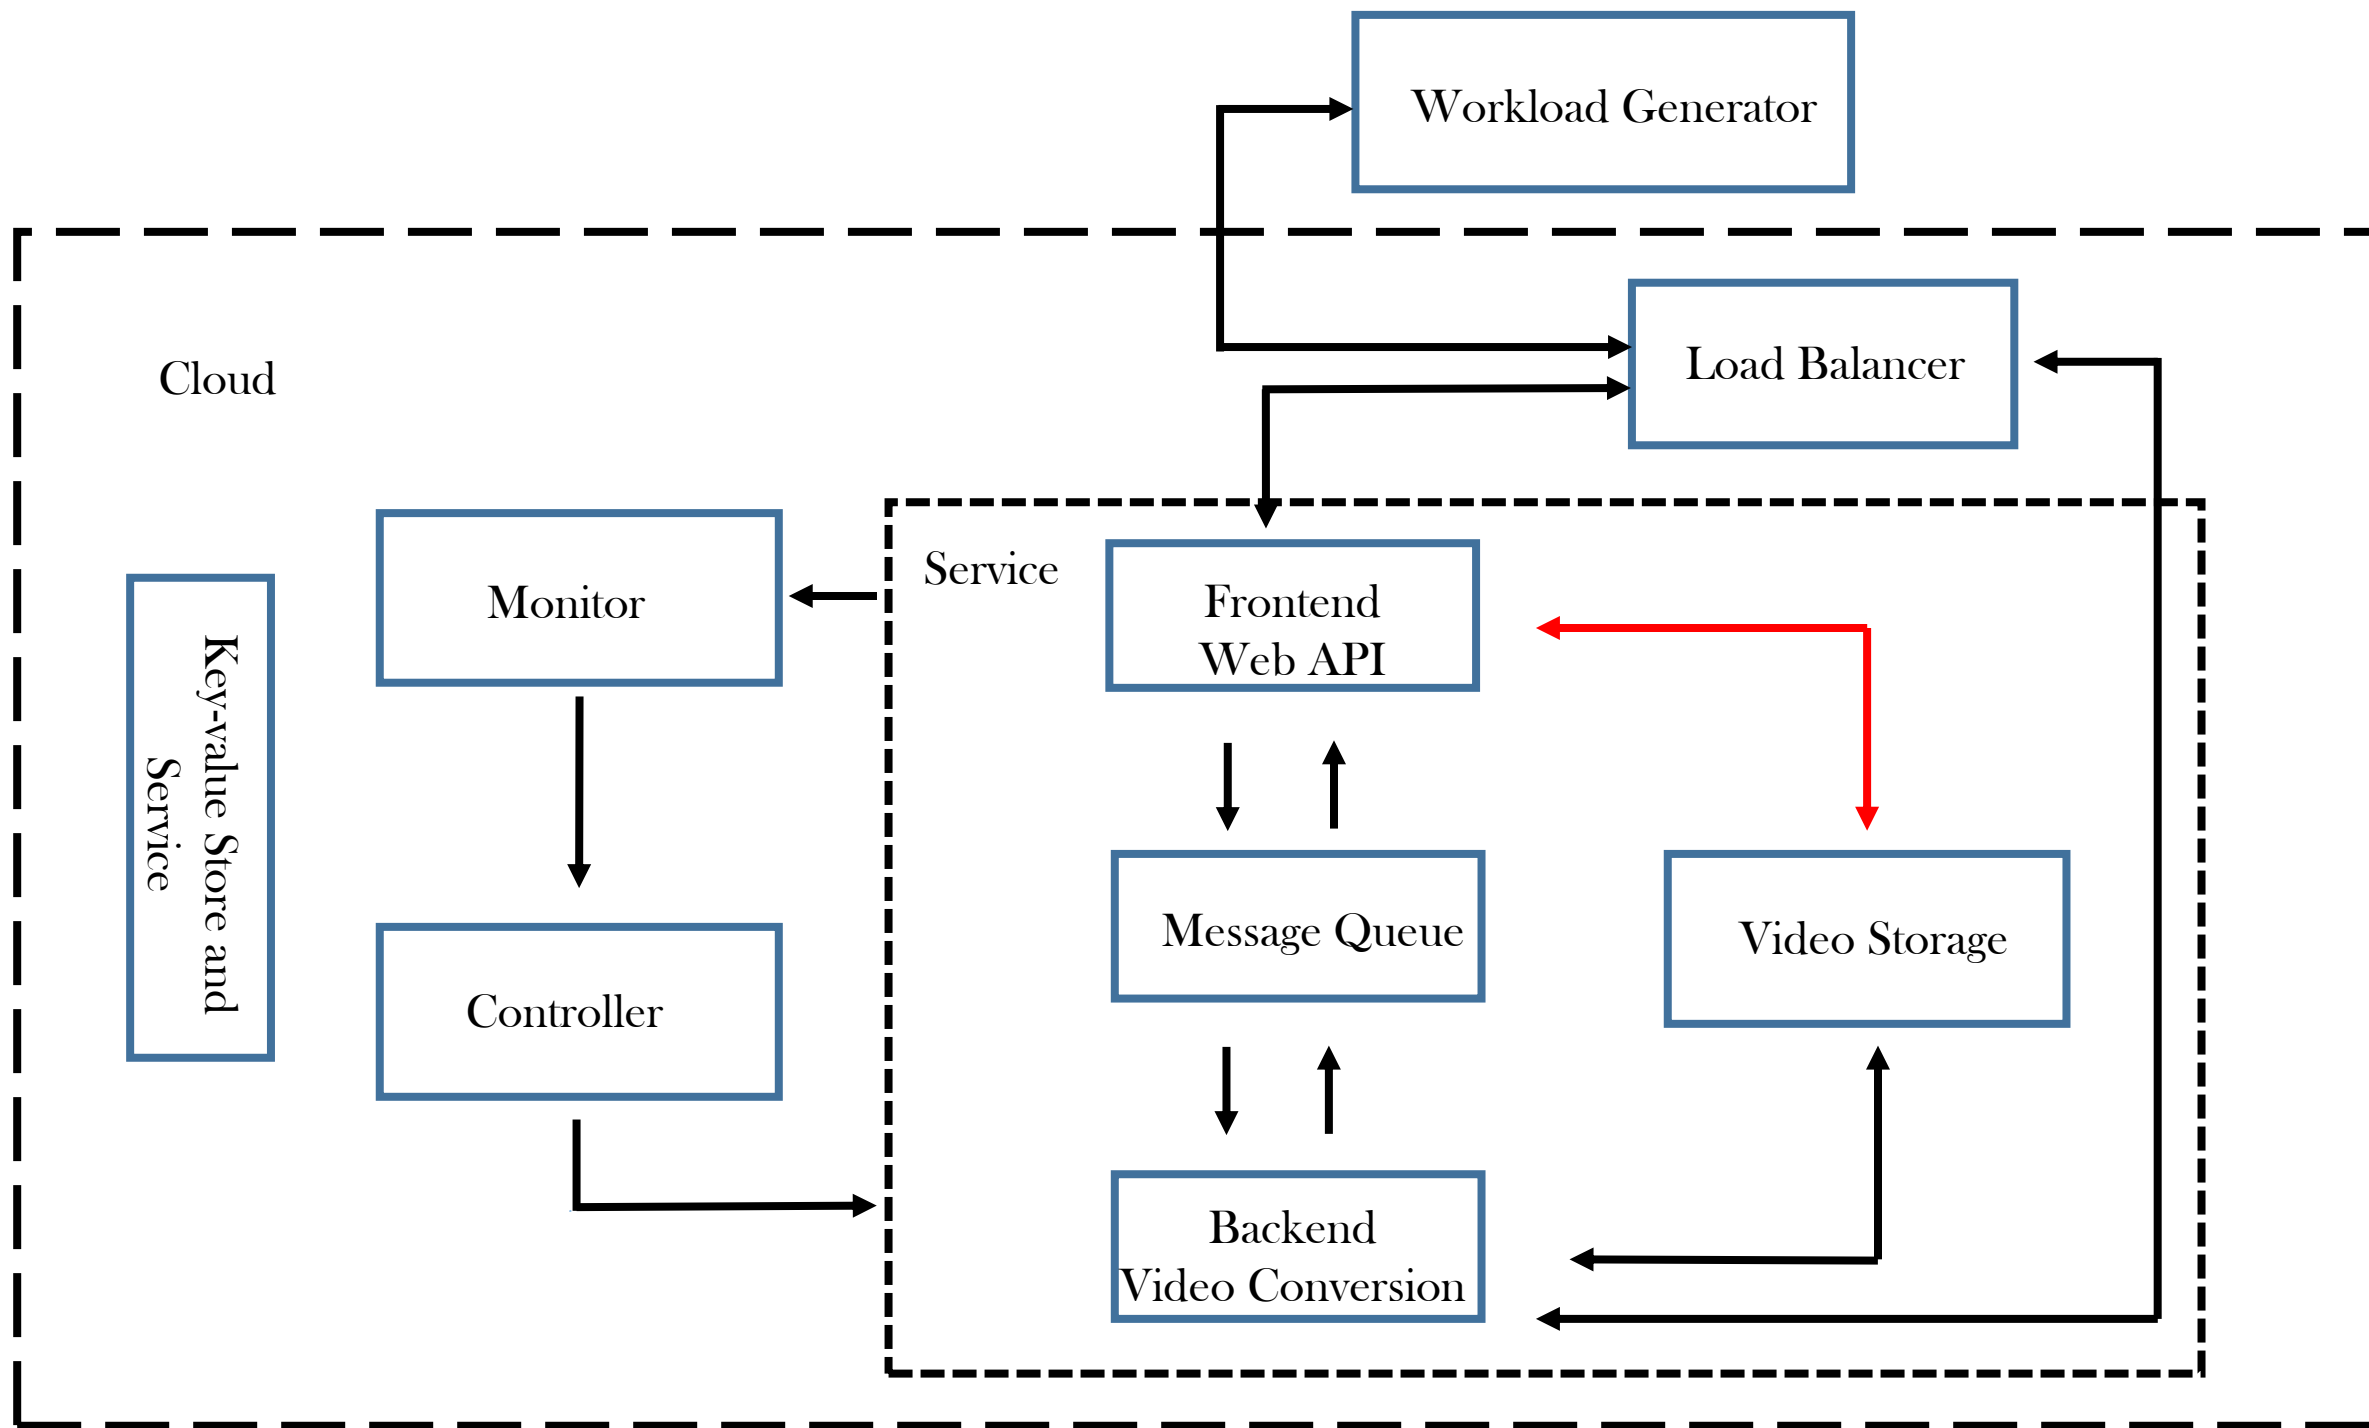 Workload Generator
Cloud
Load Balancer
Monitor
Service
Frontend
Web API
Key-value Store and
Service
Message Queue
Video Storage
Controller
Backend
Video Conversion